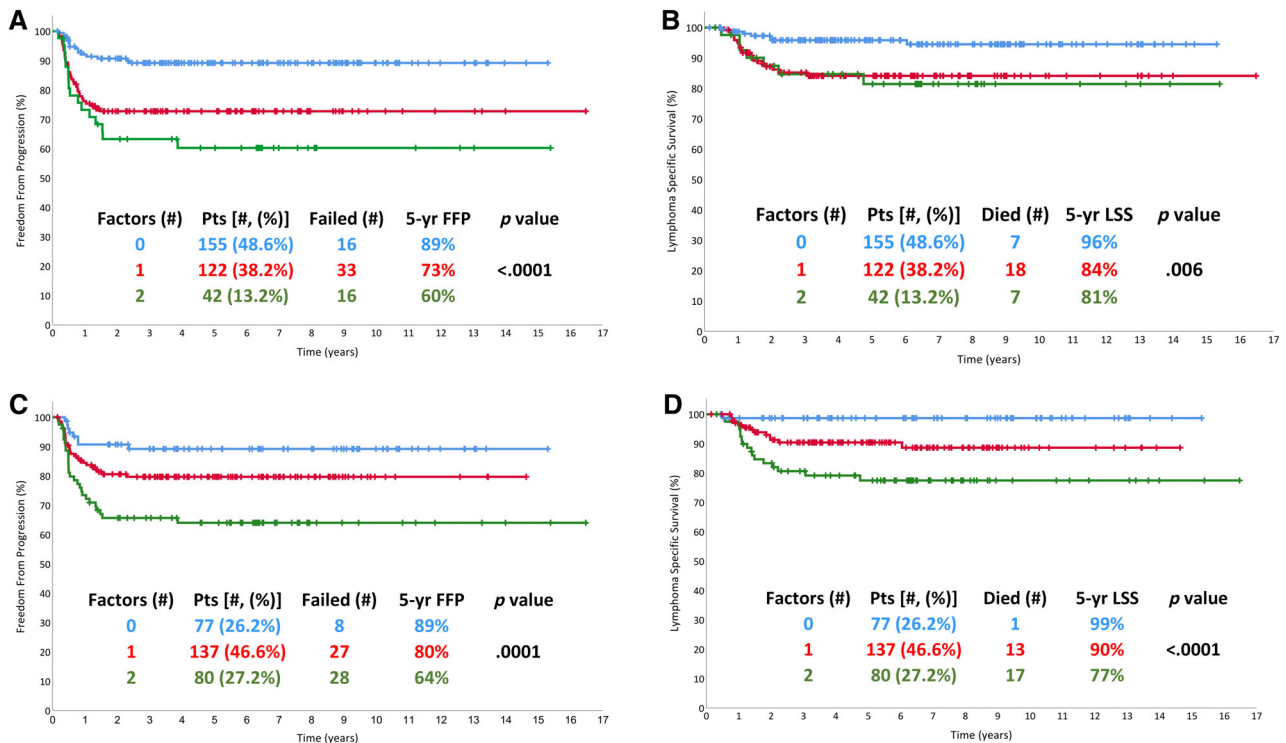 A
Freedom From Progression (%)
100
90
80
70
60
50
40
30
20
10
0
Factors (#) Pts [#, (%)] Failed (#) 5-yr FFP p value
0 155 (48.6%) 16 89%
1 122 (38.2%) 33 73% <.0001
2 42 (13.2%) 16 60%
0 1 2 3 4 5 6 7 8 9 10 11 12 13 14 15 16 17
Time (years)
B
Lymphoma Specific Survival (%)
100
90
80
70
60
50
40
30
20
10
0
Factors (#) Pts [#, (%)] Died (#) 5-yr LSS p value
0 155 (48.6%) 7 96%
1 122 (38.2%) 18 84% .006
2 42 (13.2%) 7 81%
0 1 2 3 4 5 6 7 8 9 10 11 12 13 14 15 16 17
Time (years)
C
Freedom From Progression (%)
100
90
80
70
60
50
40
30
20
10
0
Factors (#) Pts [#, (%)] Failed (#) 5-yr FFP p value
0 77 (26.2%) 8 89%
1 137 (46.6%) 27 80% .0001
2 80 (27.2%) 28 64%
0 1 2 3 4 5 6 7 8 9 10 11 12 13 14 15 16 17
Time (years)
D
Lymphoma Specific Survival (%)
100
90
80
70
60
50
40
30
20
10
0
Factors (#) Pts [#, (%)] Died (#) 5-yr LSS p value
0 77 (26.2%) 1 99%
1 137 (46.6%) 13 90% <.0001
2 80 (27.2%) 17 77%
0 1 2 3 4 5 6 7 8 9 10 11 12 13 14 15 16 17
Time (years)